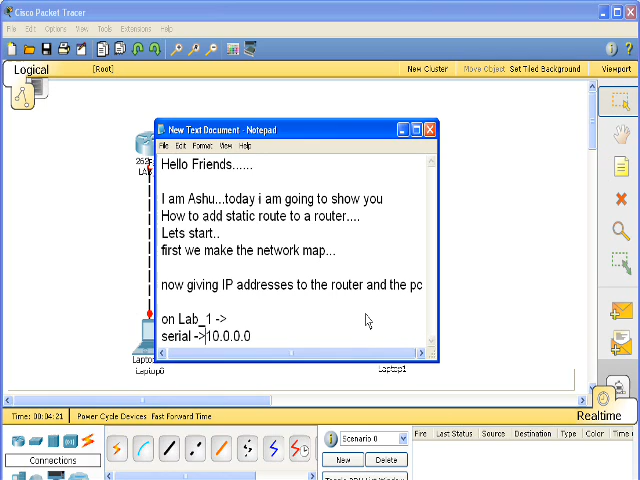 Cisco Packet Tracer
File Edit Options View Tools Extensions Help
Logical [Root] New Cluster Move Object Set Tiled Background Viewport
New Text Document - Notepad
File Edit Format View Help
Hello Friends......
I am Ashu...today i am going to show you
How to add static route to a router....
Lets start..
first we make the network map...
now giving IP addresses to the router and the pc
on Lab_1 ->
serial ->10.0.0.0
262
LAB
Laptop
Laptop0
Laptop1
Realtime
Time: 00:04:21 Power Cycle Devices Fast Forward Time
Scenario 0
Fire Last Status Source Destination Type Color Time
New Delete
Connections